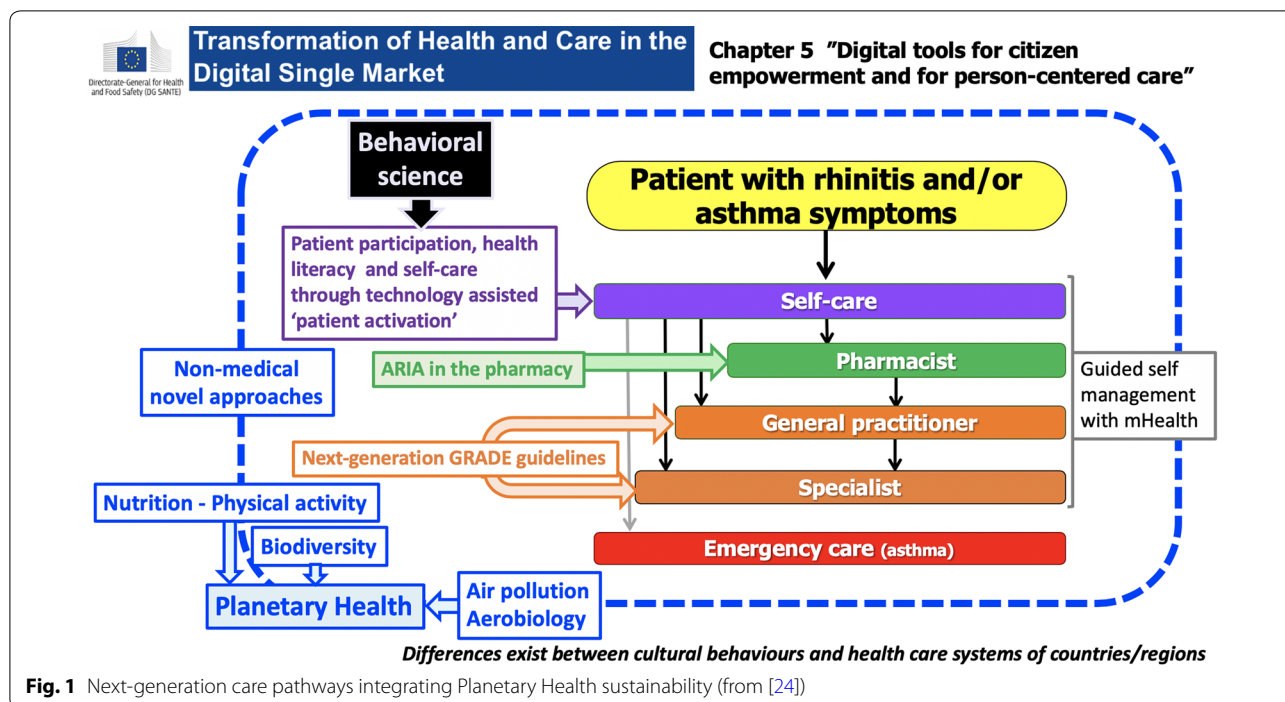 Directorate-General for Health
and Food Safety (DG SANTE)
Transformation of Health and Care in the
Digital Single Market
Chapter 5 ”Digital tools for citizen
empowerment and for person-centered care”
Behavioral
science
Patient with rhinitis and/or
asthma symptoms
Patient participation, health
literacy and self-care
through technology assisted
‘patient activation’
Self-care
ARIA in the pharmacy
Pharmacist
Non-medical
novel approaches
Guided self
management
with mHealth
General practitioner
Next-generation GRADE guidelines
Specialist
Nutrition - Physical activity
Biodiversity
Emergency care (asthma)
Planetary Health
Air pollution
Aerobiology
Differences exist between cultural behaviours and health care systems of countries/regions
Fig. 1 Next-generation care pathways integrating Planetary Health sustainability (from [24])